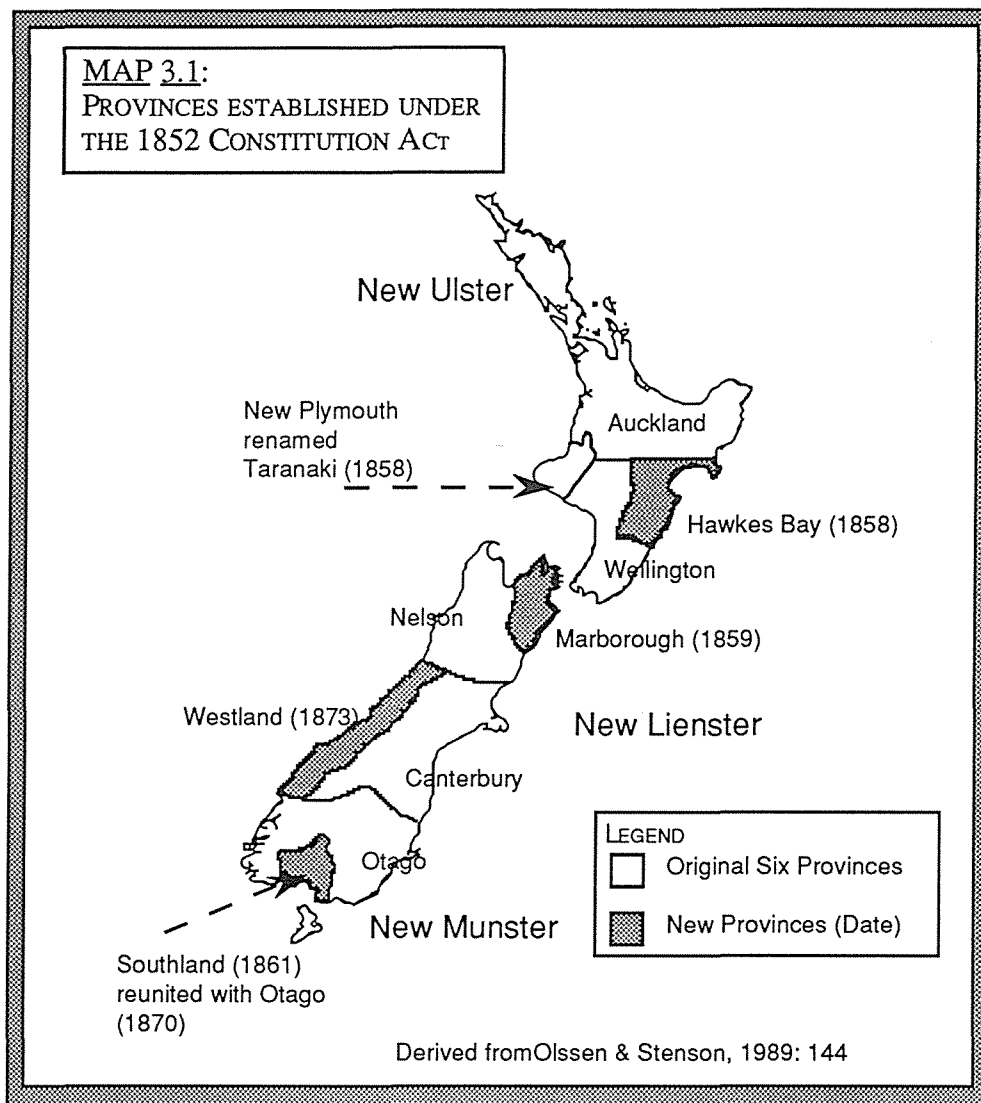 MAP 3.1:
PROVINCES ESTABLISHED UNDER
THE 1852 CONSTITUTION ACT
New Ulster
New Plymouth
renamed
Taranaki (1858)
Auckland
Hawkes Bay (1858)
Wellington
Nelson
Marborough (1859)
Westland (1873)
New Lienster
Canterbury
Otago
New Munster
Southland (1861)
reunited with Otago
(1870)
LEGEND
Original Six Provinces
New Provinces (Date)
Derived fromOlssen & Stenson, 1989: 144